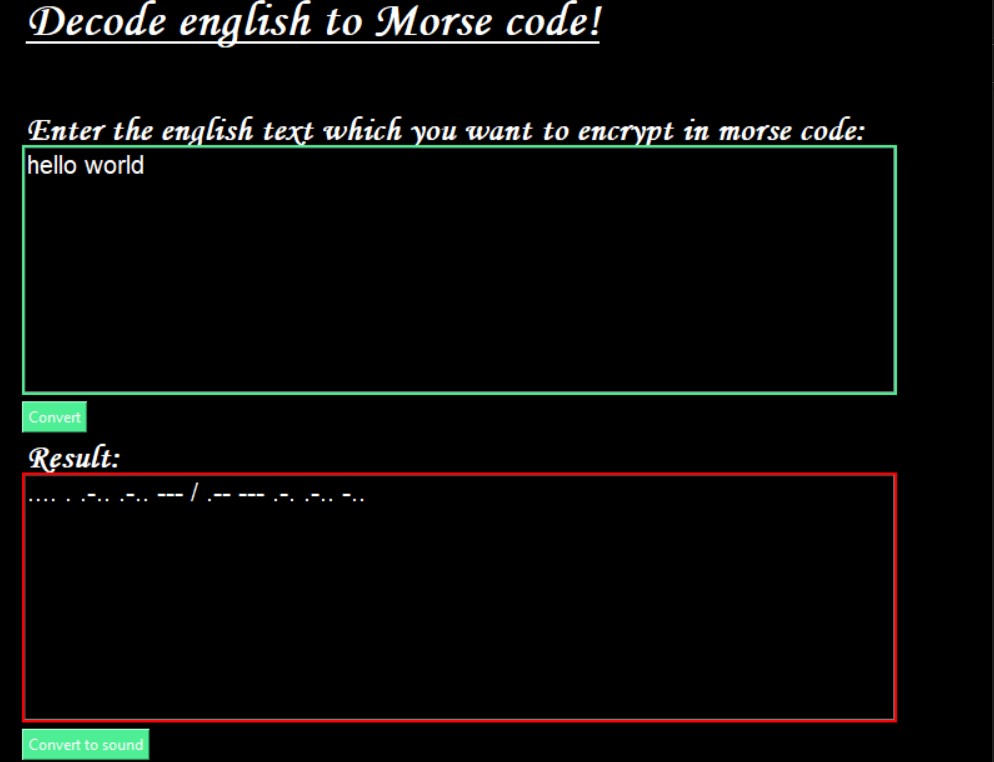 Decode english to Morse code!
Enter the english text which you want to encrypt in morse code:
hello world
Convert
Result:
.... . .-.. .-.. --- / .-- --- .-. .-.. -..
Convert to sound